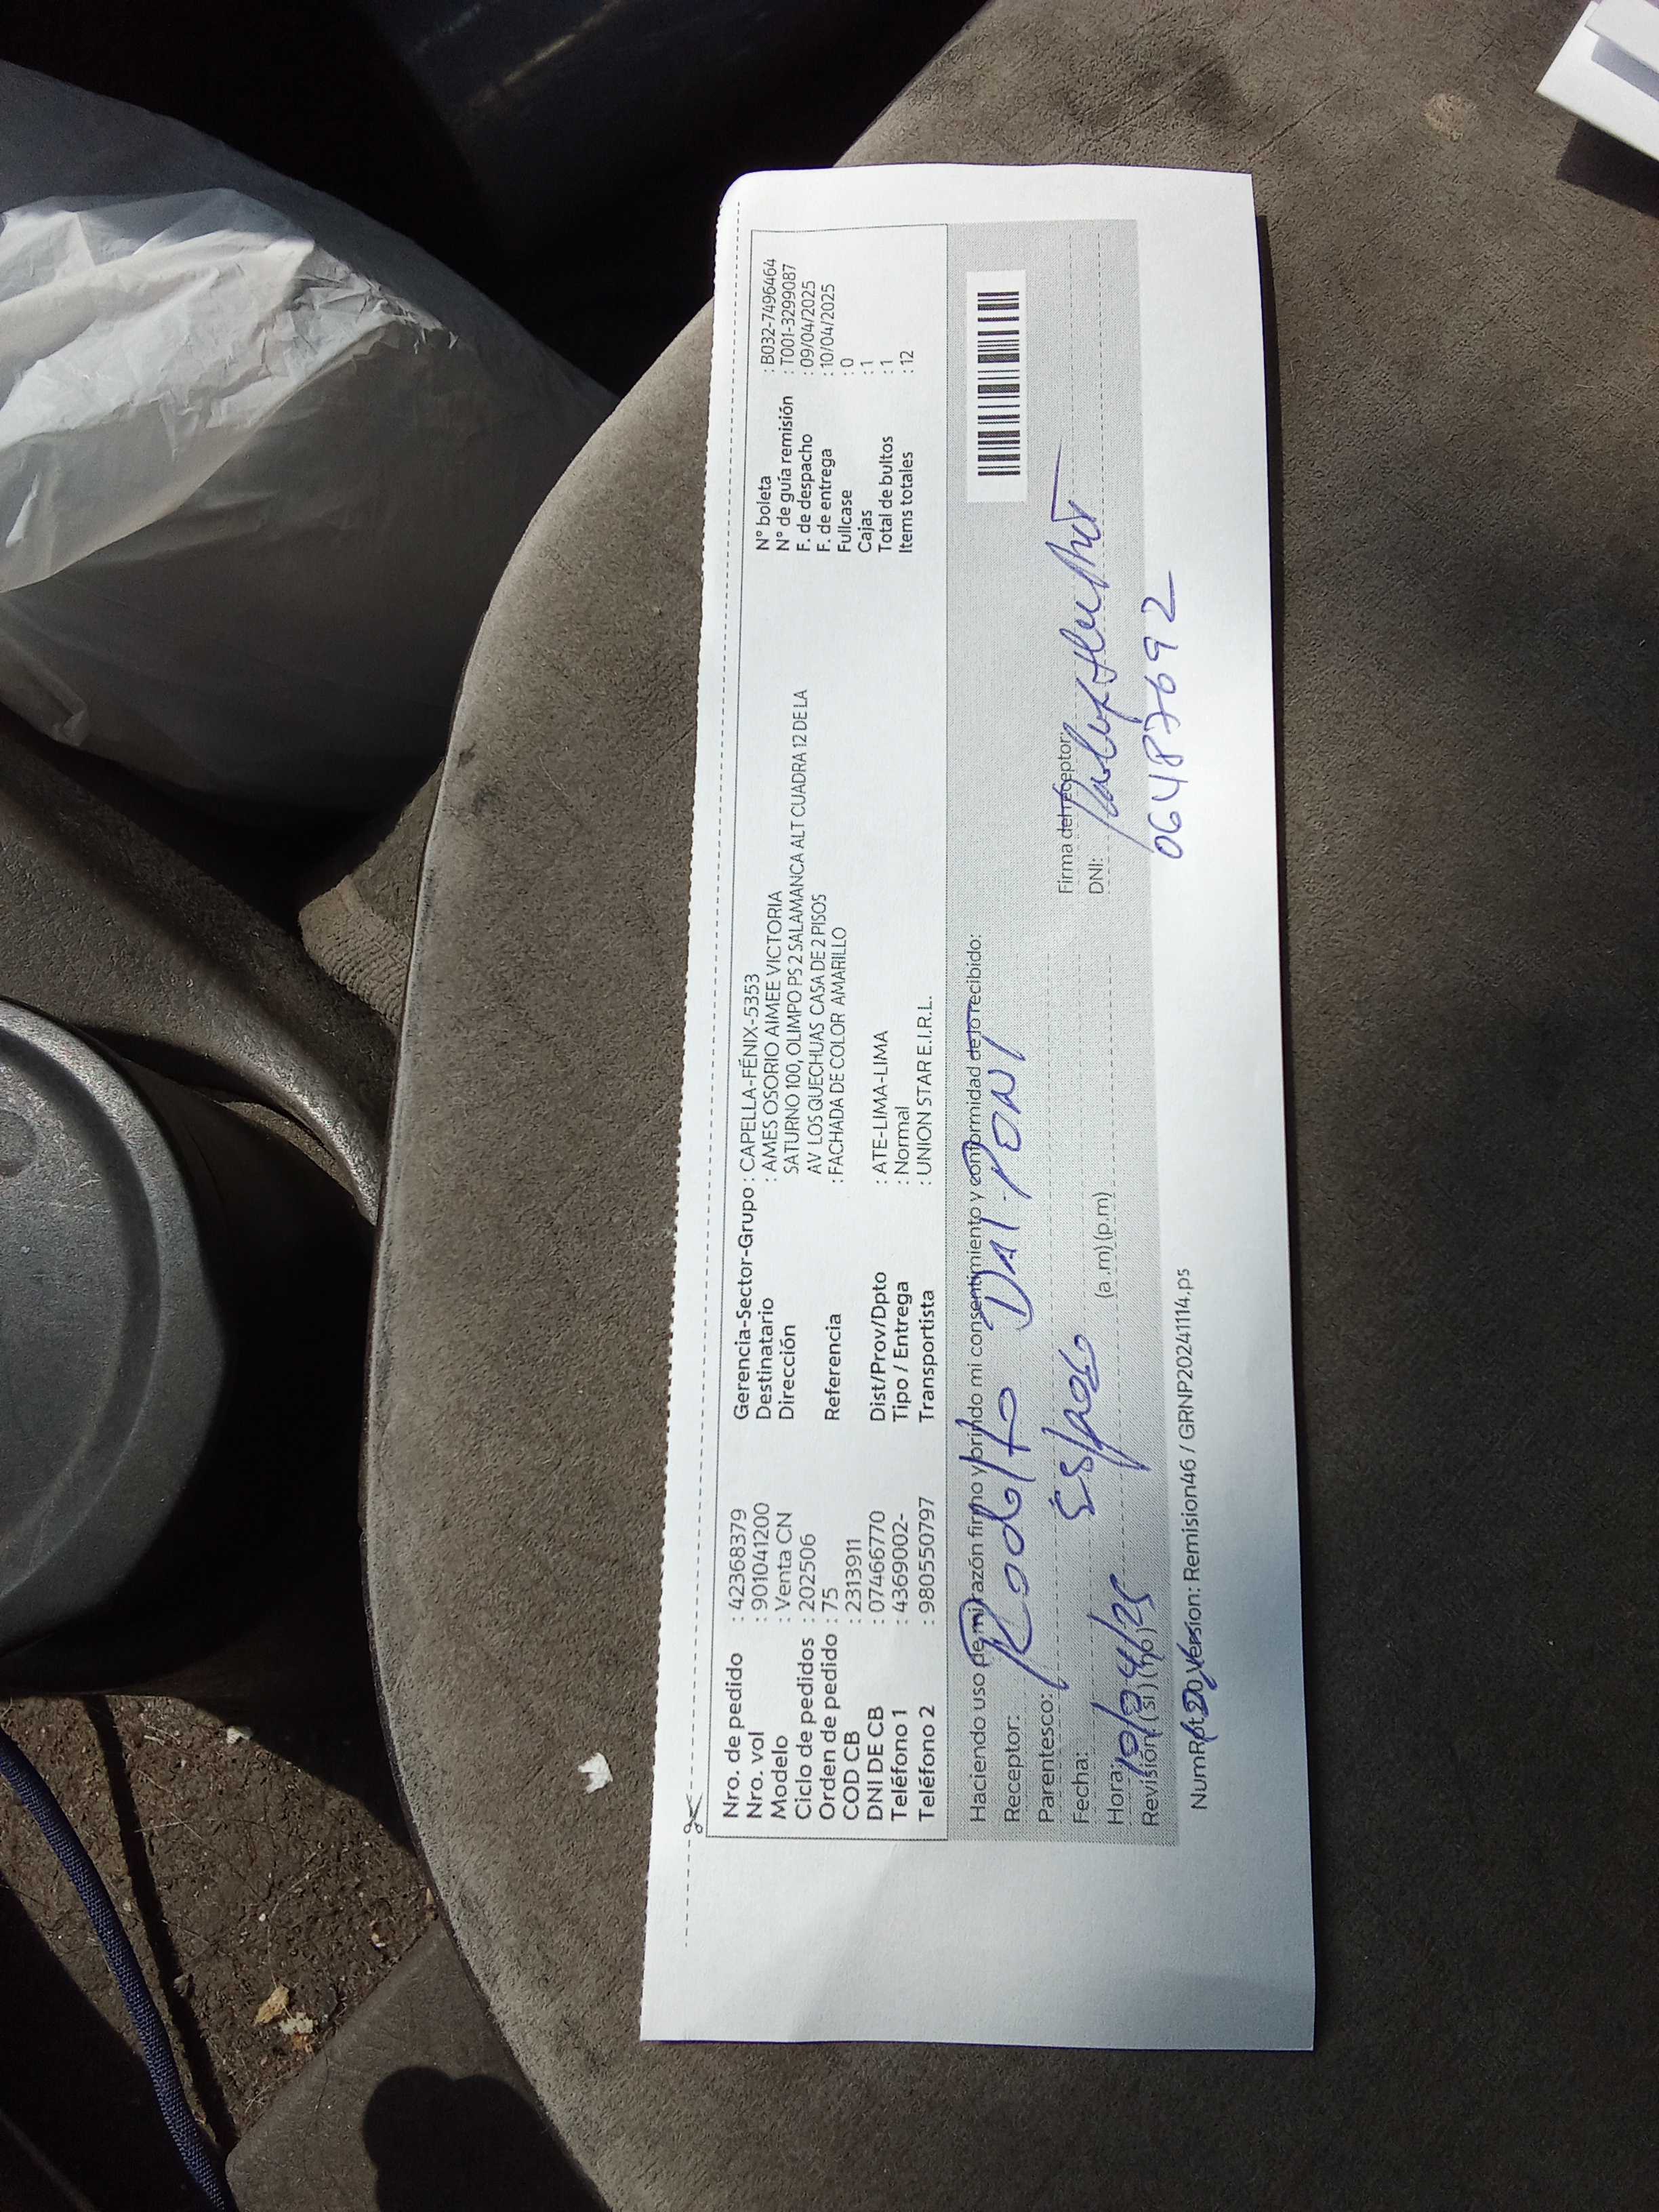 Nro. de pedido : 42368379
Nro. vol : 9010041200
Modelo : Venta CN
Ciclo de pedidos : 202506
Orden de pedido : 75
COD CB : 2313911
DNI DE CB : 07466770
Teléfono 1 : 4369002-
Teléfono 2 : 980550797
Gerencia-Sector-Grupo : CAPELLA-FÉNIX-5353
Destinatario : AMES OSORIO AIMEE VICTORIA
Dirección SATURNO 100, OLIMPO PS 2 SALAMANCA ALT CUADRA 12 DE LA
AV LOS QUECHUAS CASA DE 2 PISOS
Referencia : FACHADA DE COLOR AMARILLO
Dist/Prov/Dpto : ATE-LIMA-LIMA
Tipo / Entrega : Normal
Transportista : UNION STAR E.I.R.L.
N° boleta : B032-7496464
N° de guía remisión : T001-3299087
F. de despacho : 09/04/2025
F. de entrega : 10/04/2025
Fullcase : 0
Cajas : 1
Total de bultos : 1
Items totales : 12
Haciendo uso de mi razón firmo y brindo mi consentimiento y conformidad de lo recibido:
Receptor: Rodolfo DAT-PONT
Parentesco: Esposo
Fecha: 10/04/25
Hora: (a .m) (p.m)
Revisión (si) (no)
Firma del receptor:
DNI: 06487692
NumRpt 20 Version: Remision46 / GRNP20241114.ps